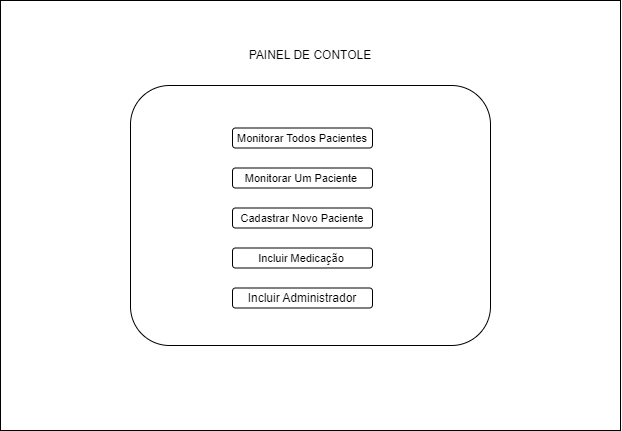 PAINEL DE CONTOLE
Monitorar Todos Pacientes
Monitorar Um Paciente
Cadastrar Novo Paciente
Incluir Medicação
Incluir Administrador